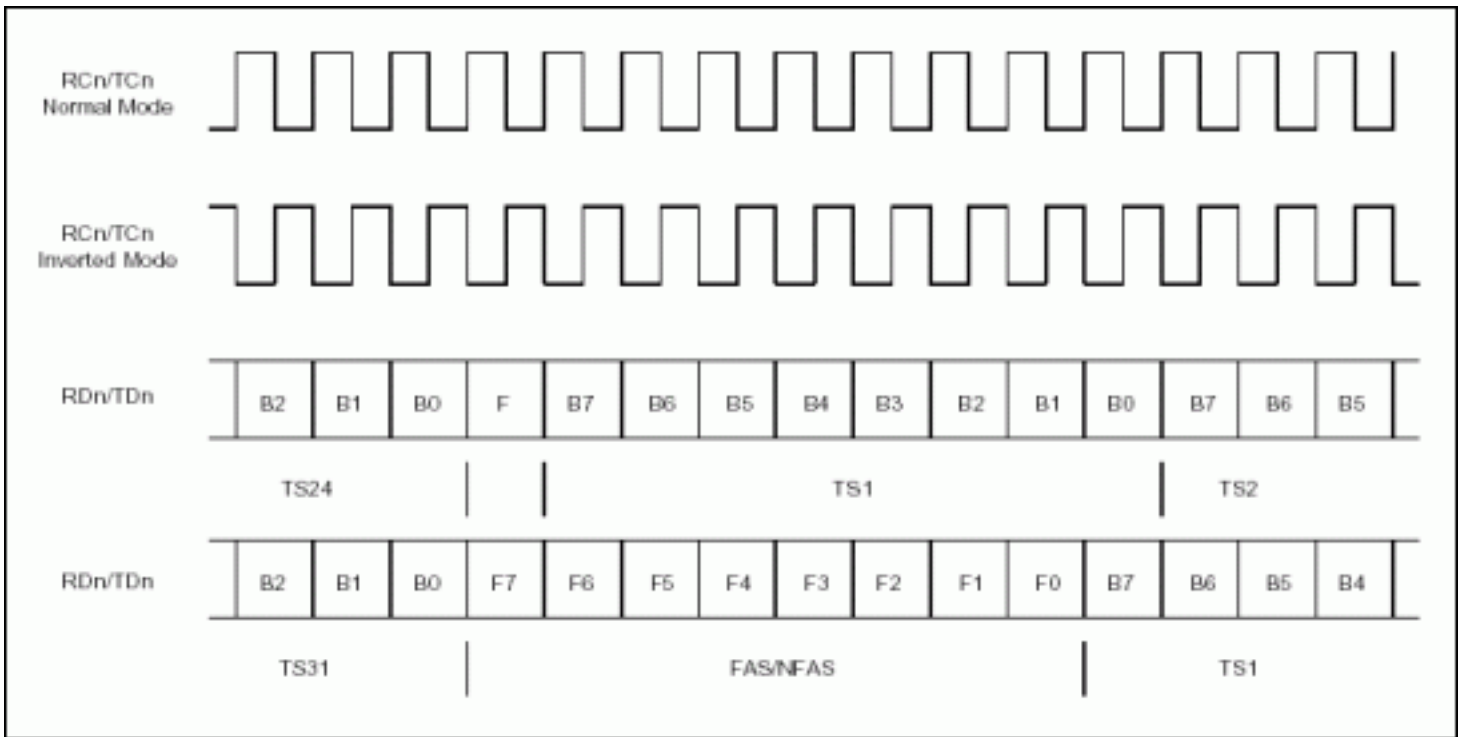 RCn/TCn
Normal Mode
RCn/TCn
Inverted Mode
RDn/TDn B2 B1 B0 F B7 B6 B5 B4 B3 B2 B1 B0 B7 B6 B5
TS24 TS1 TS2
RDn/TDn B2 B1 B0 F7 F6 F5 F4 F3 F2 F1 F0 B7 B6 B5 B4
TS31 FAS/NFAS TS1